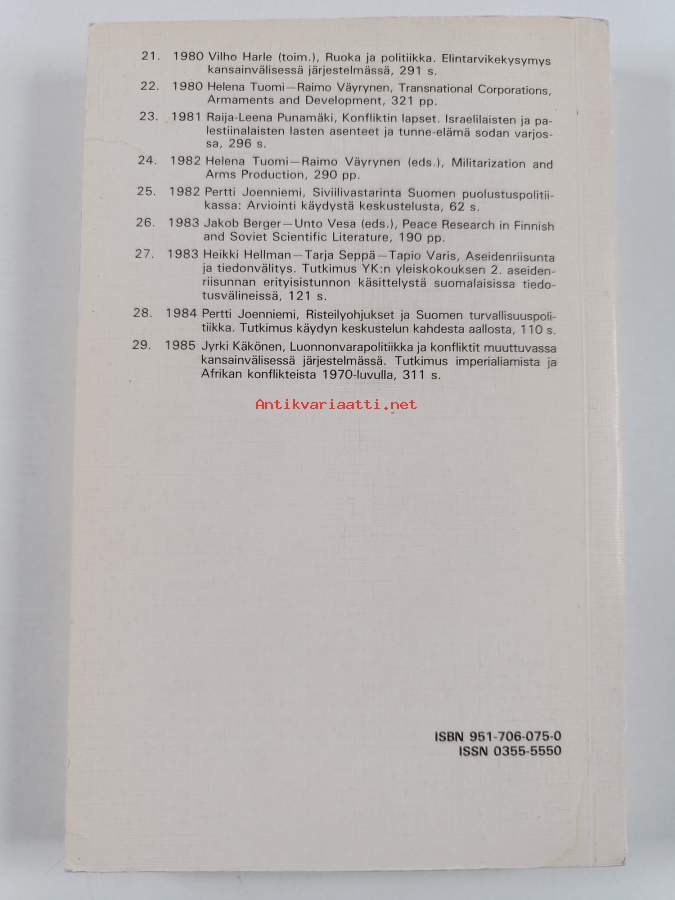 21. 1980 Vilho Harle (toim.), Ruoka ja politiikka. Elintarvikekysymys
kansainvälisessä järjestelmässä, 291 s.
22. 1980 Helena Tuomi—Raimo Väyrynen, Transnational Corporations,
Armaments and Development, 321 pp.
23. 1981 Raija-Leena Punamäki, Konfliktin lapset. Israelilaisten ja pa-
lestiinalaisten lasten asenteet ja tunne-elämä sodan varjos-
sa, 296 s.
24. 1982 Helena Tuomi—Raimo Väyrynen (eds.), Militarization and
Arms Production, 290 pp.
25. 1982 Pertti Joenniemi, Siviilivastarinta Suomen puolustuspolitii-
kassa: Arviointi käydystä keskustelusta, 62 s.
26. 1983 Jakob Berger—Unto Vesa (eds.), Peace Research in Finnish
and Soviet Scientific Literature, 190 pp.
27. 1983 Heikki Hellman—Tarja Seppä—Tapio Varis, Aseidenriisunta
ja tiedonvälitys. Tutkimus YK:n yleiskokouksen 2. aseiden-
riisunnan erityisistunnon käsittelystä suomalaisissa tiedo-
tusvälineissä, 121 s.
28. 1984 Pertti Joenniemi, Risteilyohjukset ja Suomen turvallisuuspoli-
tiikka. Tutkimus käydyn keskustelun kahdesta aallosta, 110 s.
29. 1985 Jyrki Käkönen, Luonnonvarapolitiikka ja konfliktit muuttuvassa
kansainvälisessä järjestelmässä. Tutkimus imperialiamista ja
Afrikan konflikteista 1970-luvulla, 311 s.
Antikvariaatti.net
ISBN 951-706-075-0
ISSN 0355-5550